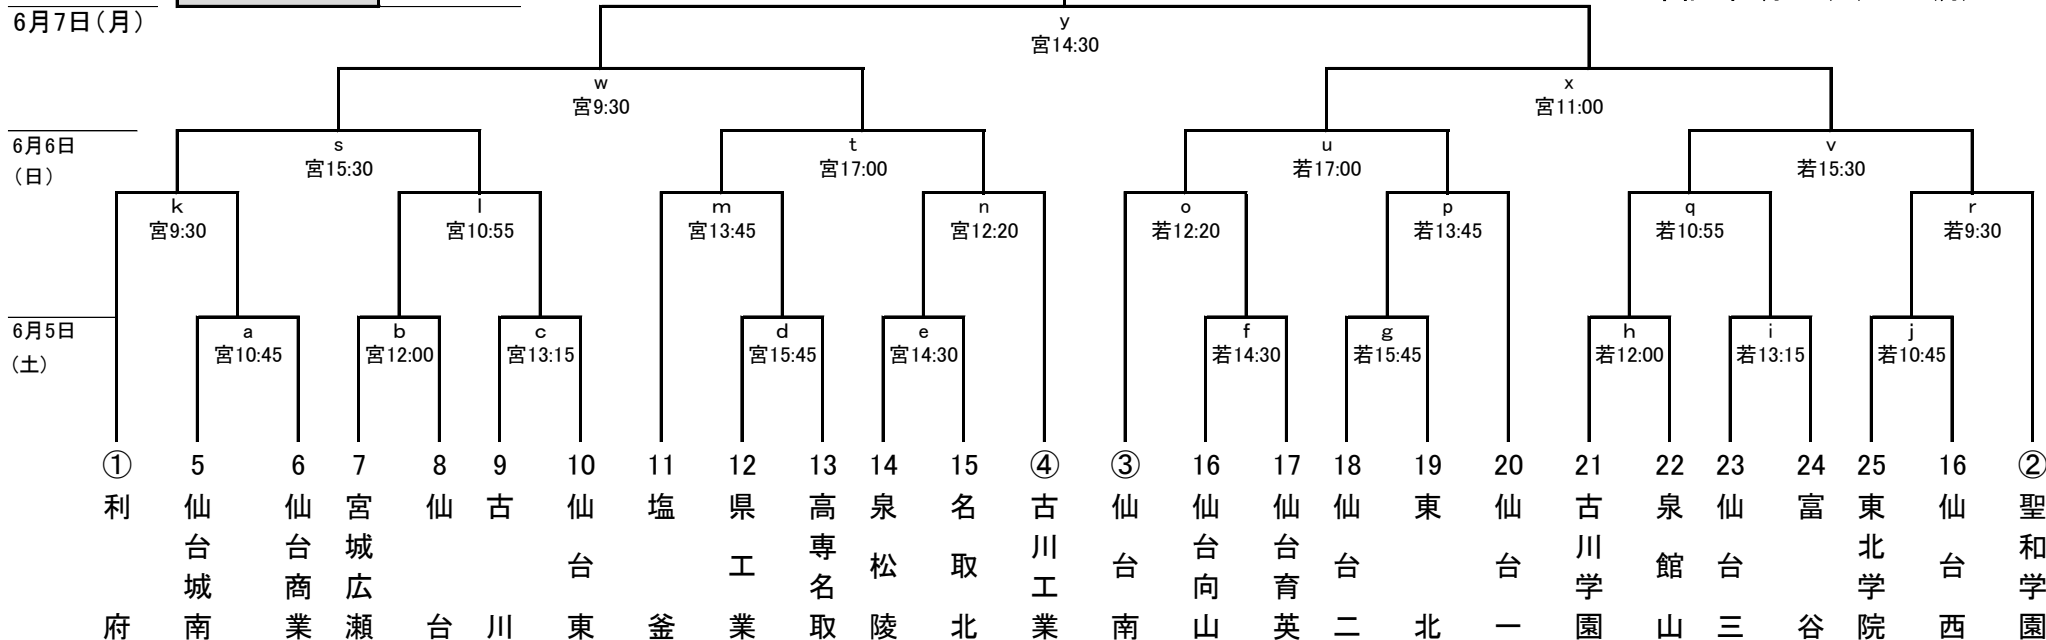 6月7日(月)
y
宮14:30
w
宮9:30
x
宮11:00
6月6日
(日)
s
宮15:30
t
宮17:00
u
若17:00
v
若15:30
k
宮9:30
l
宮10:55
m
宮13:45
n
宮12:20
o
若12:20
p
若13:45
q
若10:55
r
若9:30
6月5日
(土)
a
宮10:45
b
宮12:00
c
宮13:15
d
宮15:45
e
宮14:30
f
若14:30
g
若15:45
h
若12:00
i
若13:15
j
若10:45
① 利府
5 仙台城南
6 仙台商業
7 宮城広瀬
8 仙台
9 古川
10 仙台東
11 塩釜
12 県工業
13 高専名取
14 泉松陵
15 名取北
④ 古川工業
③ 仙台南
16 仙台向山
17 仙台育英
18 仙台二
19 東北
20 仙台一
21 古川学園
22 泉館山
23 仙台三
24 富谷
25 東北学院
16 仙台西
② 聖和学園